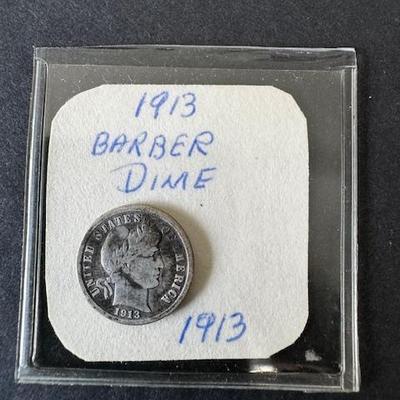 1913
BARBER
DIME
UNITED STATES OF AMERICA
1913
1913